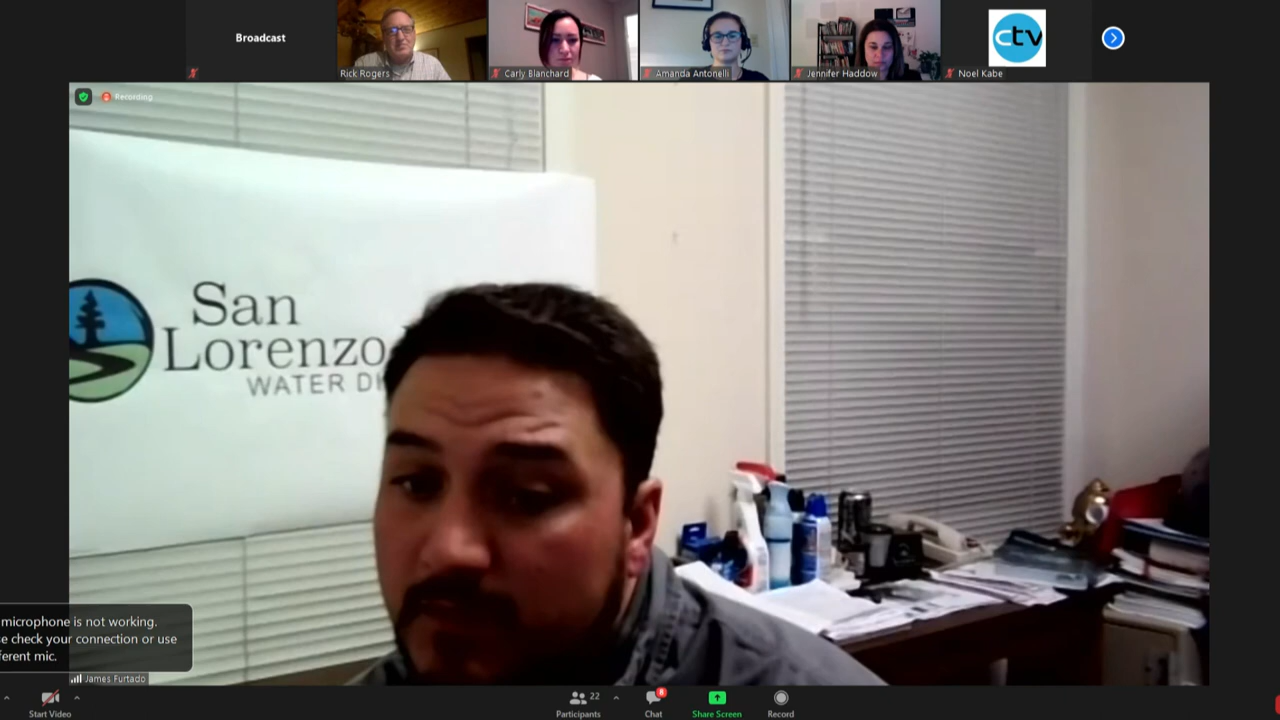 Broadcast
Rick Rogers
Carly Blanchard
Amanda Antonelli
Jennifer Haddow
ctv
Noel Kabe
Recording
San
Lorenzo
WATER DI
microphone is not working.
e check your connection or use
ferent mic.
James Furtado
Start Video
Participants
22
Chat
8
Share Screen
Record